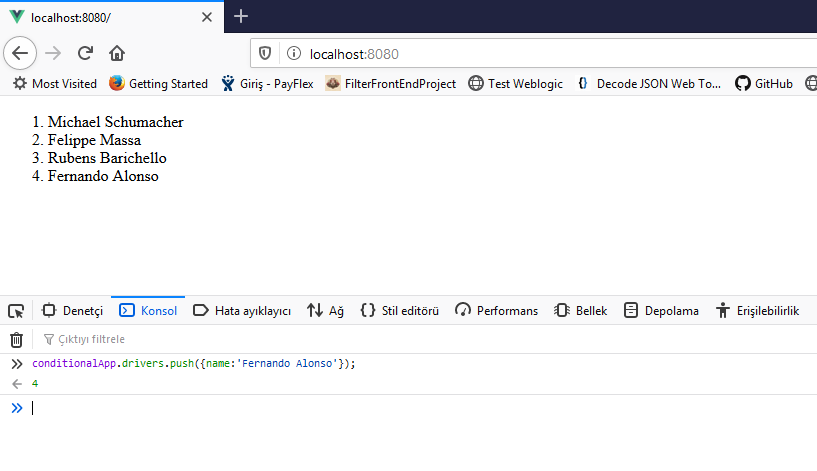 localhost:8080/
localhost:8080
Most Visited Getting Started Giriş - PayFlex FilterFrontEndProject Test Weblogic Decode JSON Web To... GitHub
1. Michael Schumacher
2. Felippe Massa
3. Rubens Barichello
4. Fernando Alonso
Denetçi Konsol Hata ayıklayıcı Ağ Stil editörü Performans Bellek Depolama Erişilebilirlik
Çıktıyı filtrele
conditionalApp.drivers.push({name:'Fernando Alonso'});
4